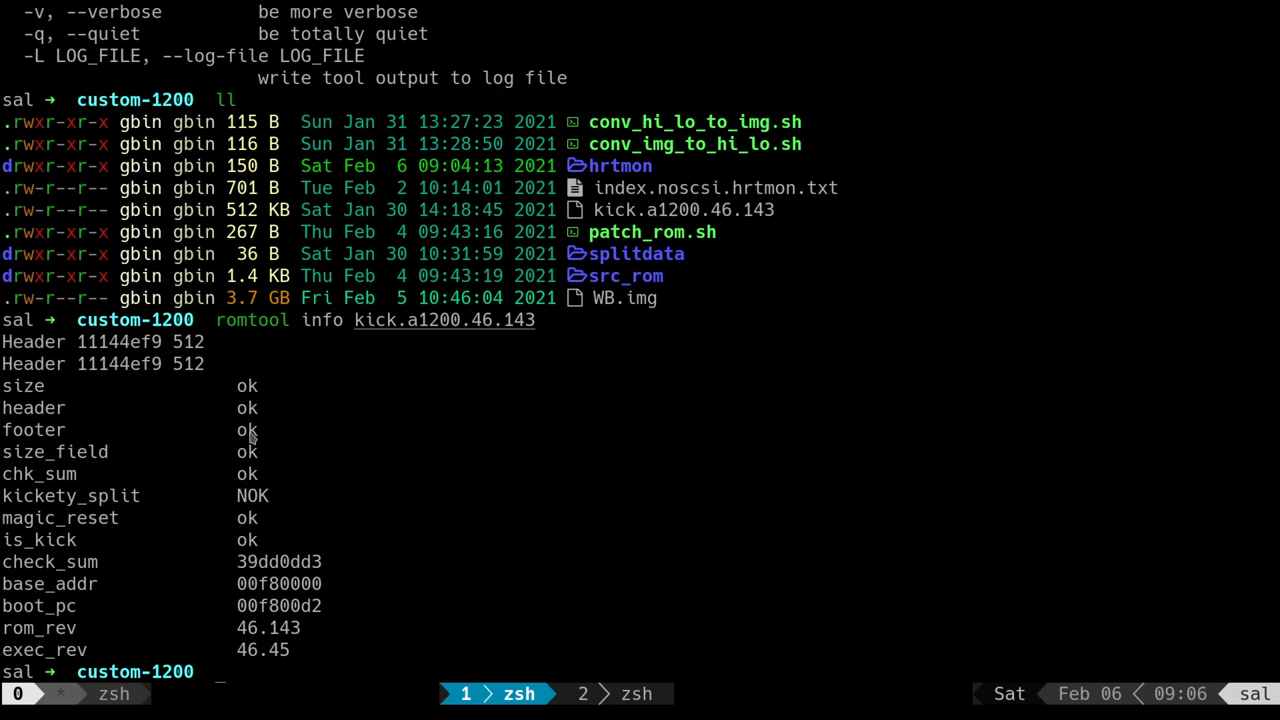 -v, --verbose be more verbose
-q, --quiet be totally quiet
-L LOG_FILE, --log-file LOG_FILE
write tool output to log file
sal ➜ custom-1200 ll
.rwxr-xr-x gbin gbin 115 B Sun Jan 31 13:27:23 2021 conv_hi_lo_to_img.sh
.rwxr-xr-x gbin gbin 116 B Sun Jan 31 13:28:50 2021 conv_img_to_hi_lo.sh
drwxr-xr-x gbin gbin 150 B Sat Feb 6 09:04:13 2021 hrtmon
.rw-r--r-- gbin gbin 701 B Tue Feb 2 10:14:01 2021 index.noscsi.hrtmon.txt
.rw-r--r-- gbin gbin 512 KB Sat Jan 30 14:18:45 2021 kick.a1200.46.143
.rwxr-xr-x gbin gbin 267 B Thu Feb 4 09:43:16 2021 patch_rom.sh
drwxr-xr-x gbin gbin 36 B Sat Jan 30 10:31:59 2021 splitdata
drwxr-xr-x gbin gbin 1.4 KB Thu Feb 4 09:43:19 2021 src_rom
.rw-r--r-- gbin gbin 3.7 GB Fri Feb 5 10:46:04 2021 WB.img
sal ➜ custom-1200 romtool info kick.a1200.46.143
Header 11144ef9 512
Header 11144ef9 512
size ok
header ok
footer ok
size_field ok
chk_sum ok
kickety_split NOK
magic_reset ok
is_kick ok
check_sum 39dd0dd3
base_addr 00f80000
boot_pc 00f800d2
rom_rev 46.143
exec_rev 46.45
sal ➜ custom-1200 _
0 * zsh 1 zsh 2 zsh Sat Feb 06 09:06 sal